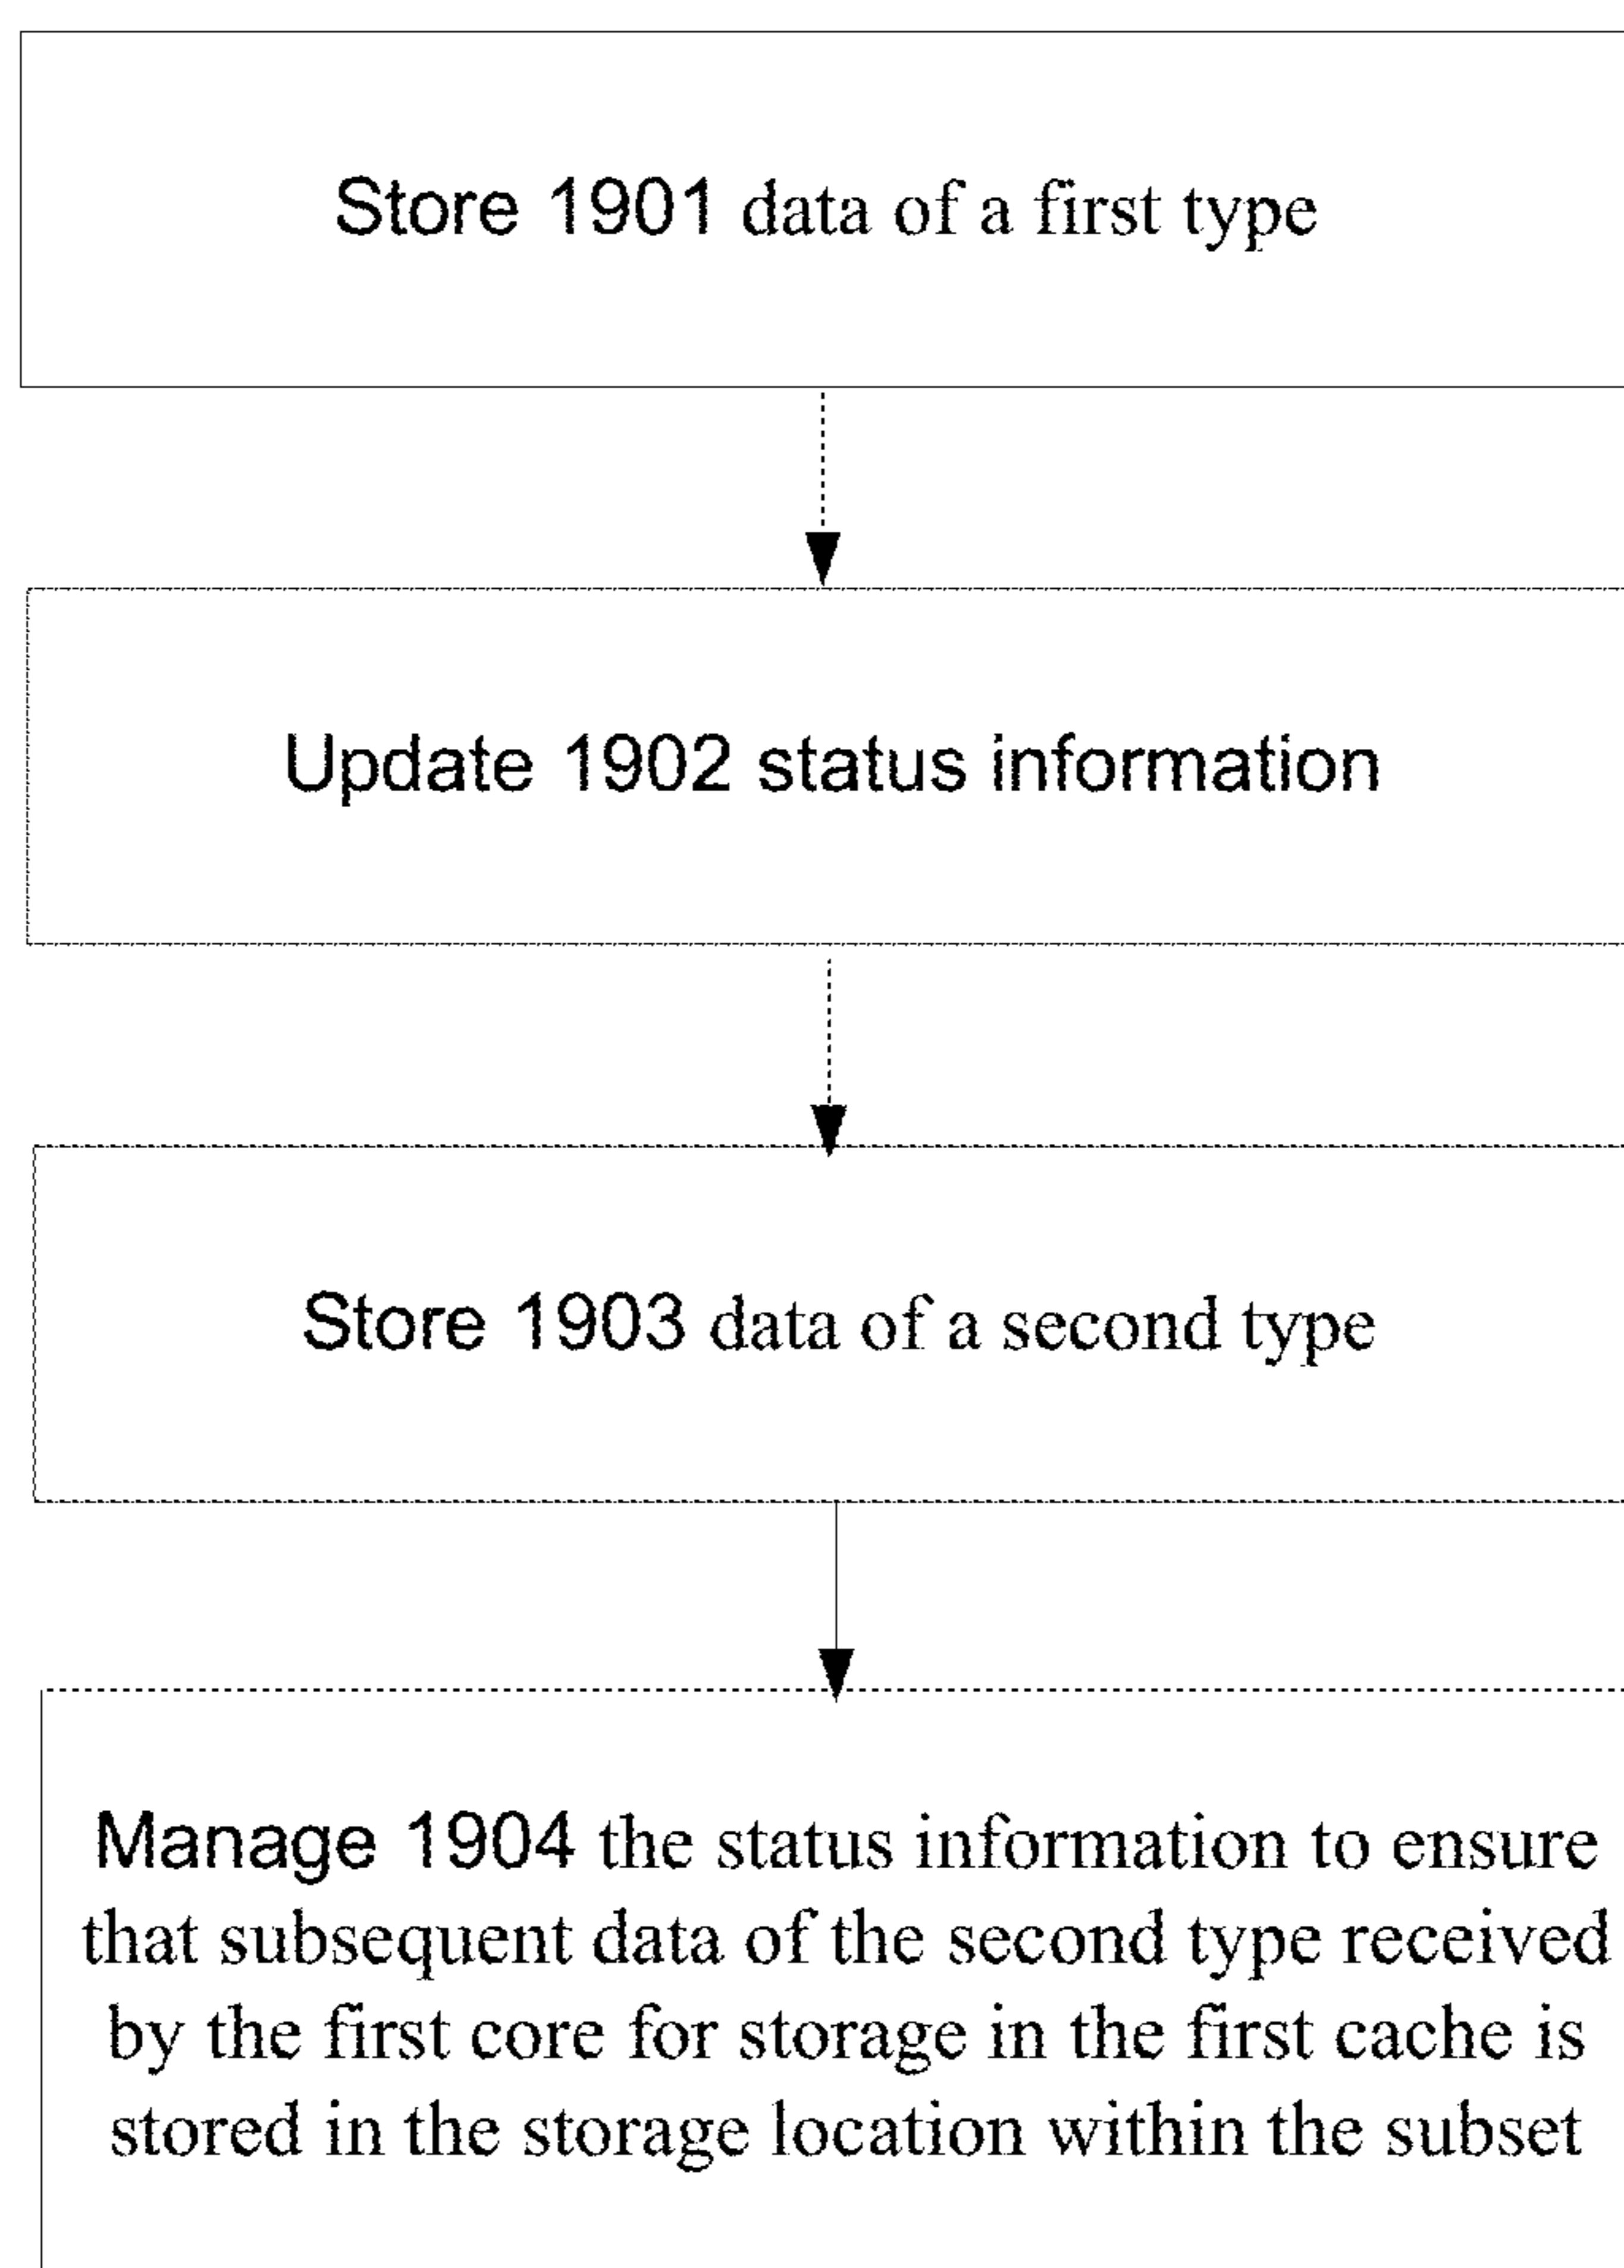 Store 1901 data of a first type
Update 1902 status information
Store 1903 data of a second type
Manage 1904 the status information to ensure
that subsequent data of the second type received
by the first core for storage in the first cache is
stored in the storage location within the subset